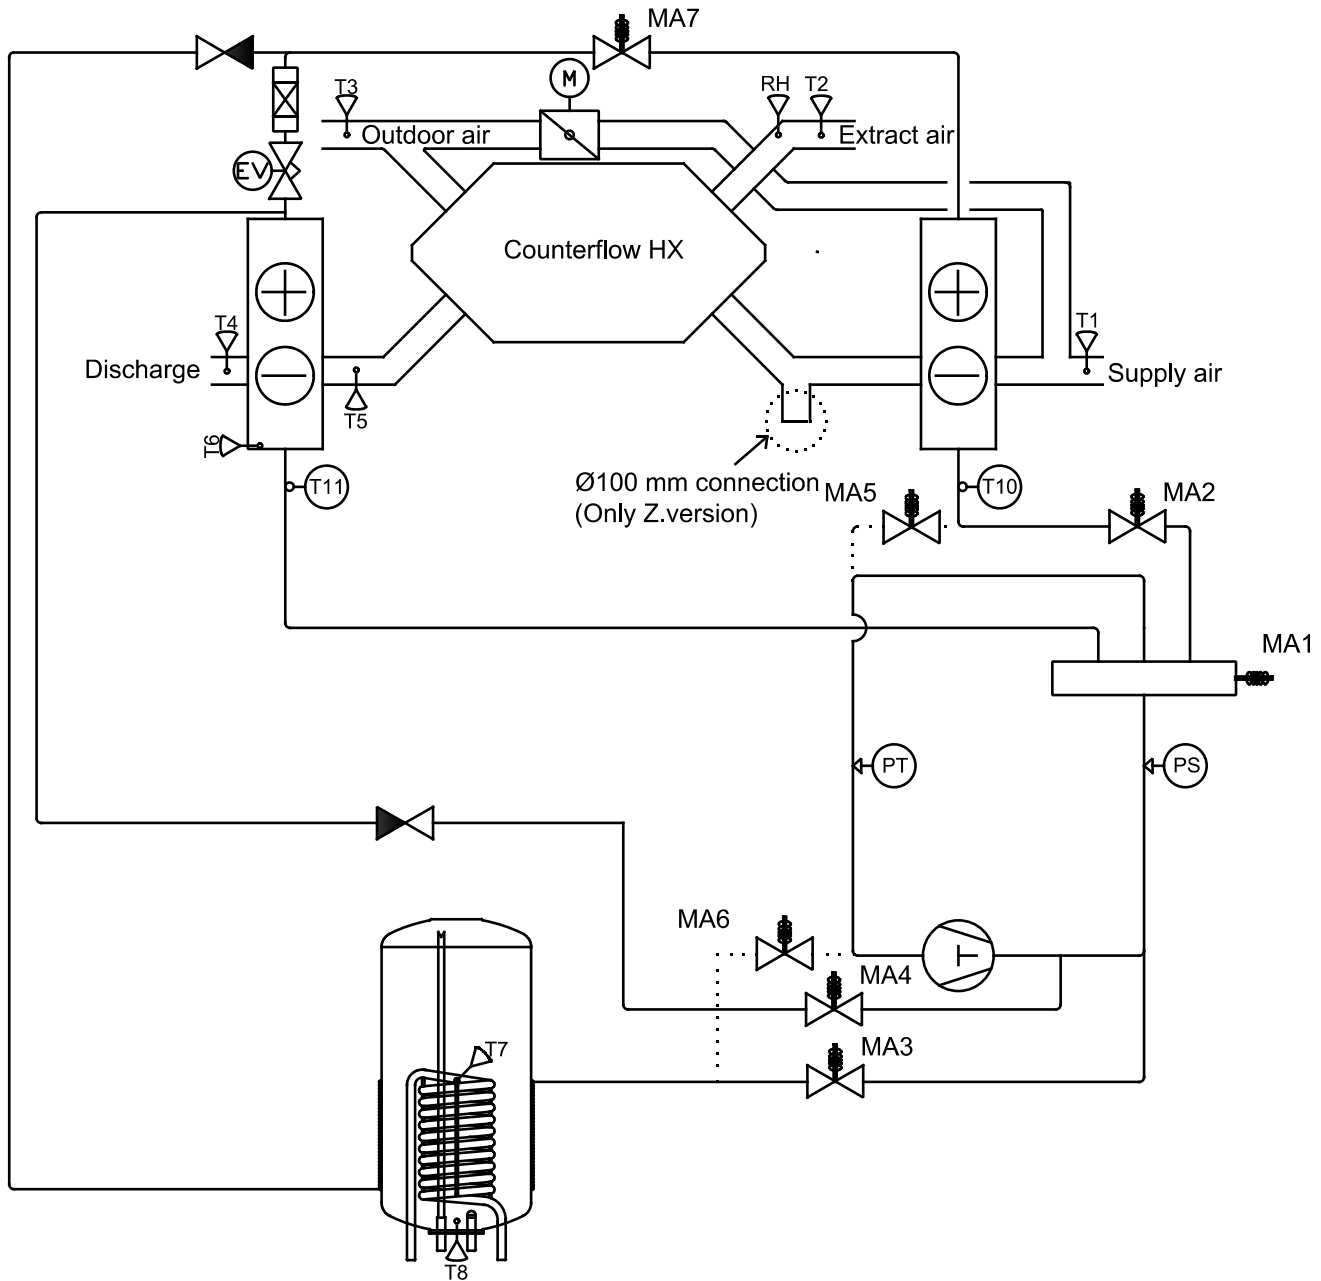 MA7
M
T3
RH
T2
Outdoor air
Extract air
EV
Counterflow HX
T4
T1
Discharge
Supply air
T5
T6
Ø100 mm connection
(Only Z.version)
T11
T10
MA5
MA2
MA1
PT
PS
MA6
MA4
MA3
T7
T8